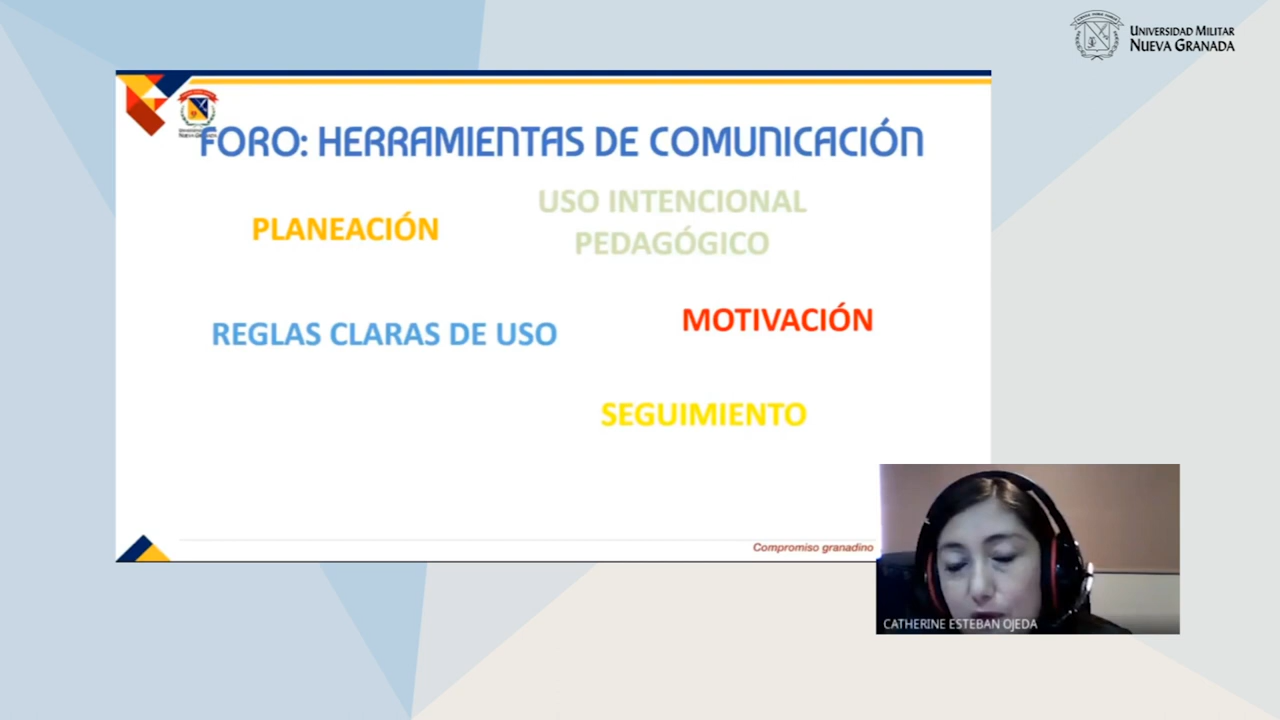 UNIVERSIDAD MILITAR
NUEVA GRANADA
FORO: HERRAMIENTAS DE COMUNICACIÓN
USO INTENCIONAL
PEDAGÓGICO
PLANEACIÓN
MOTIVACIÓN
REGLAS CLARAS DE USO
SEGUIMIENTO
Compromiso granadino
CATHERINE ESTEBAN OJEDA